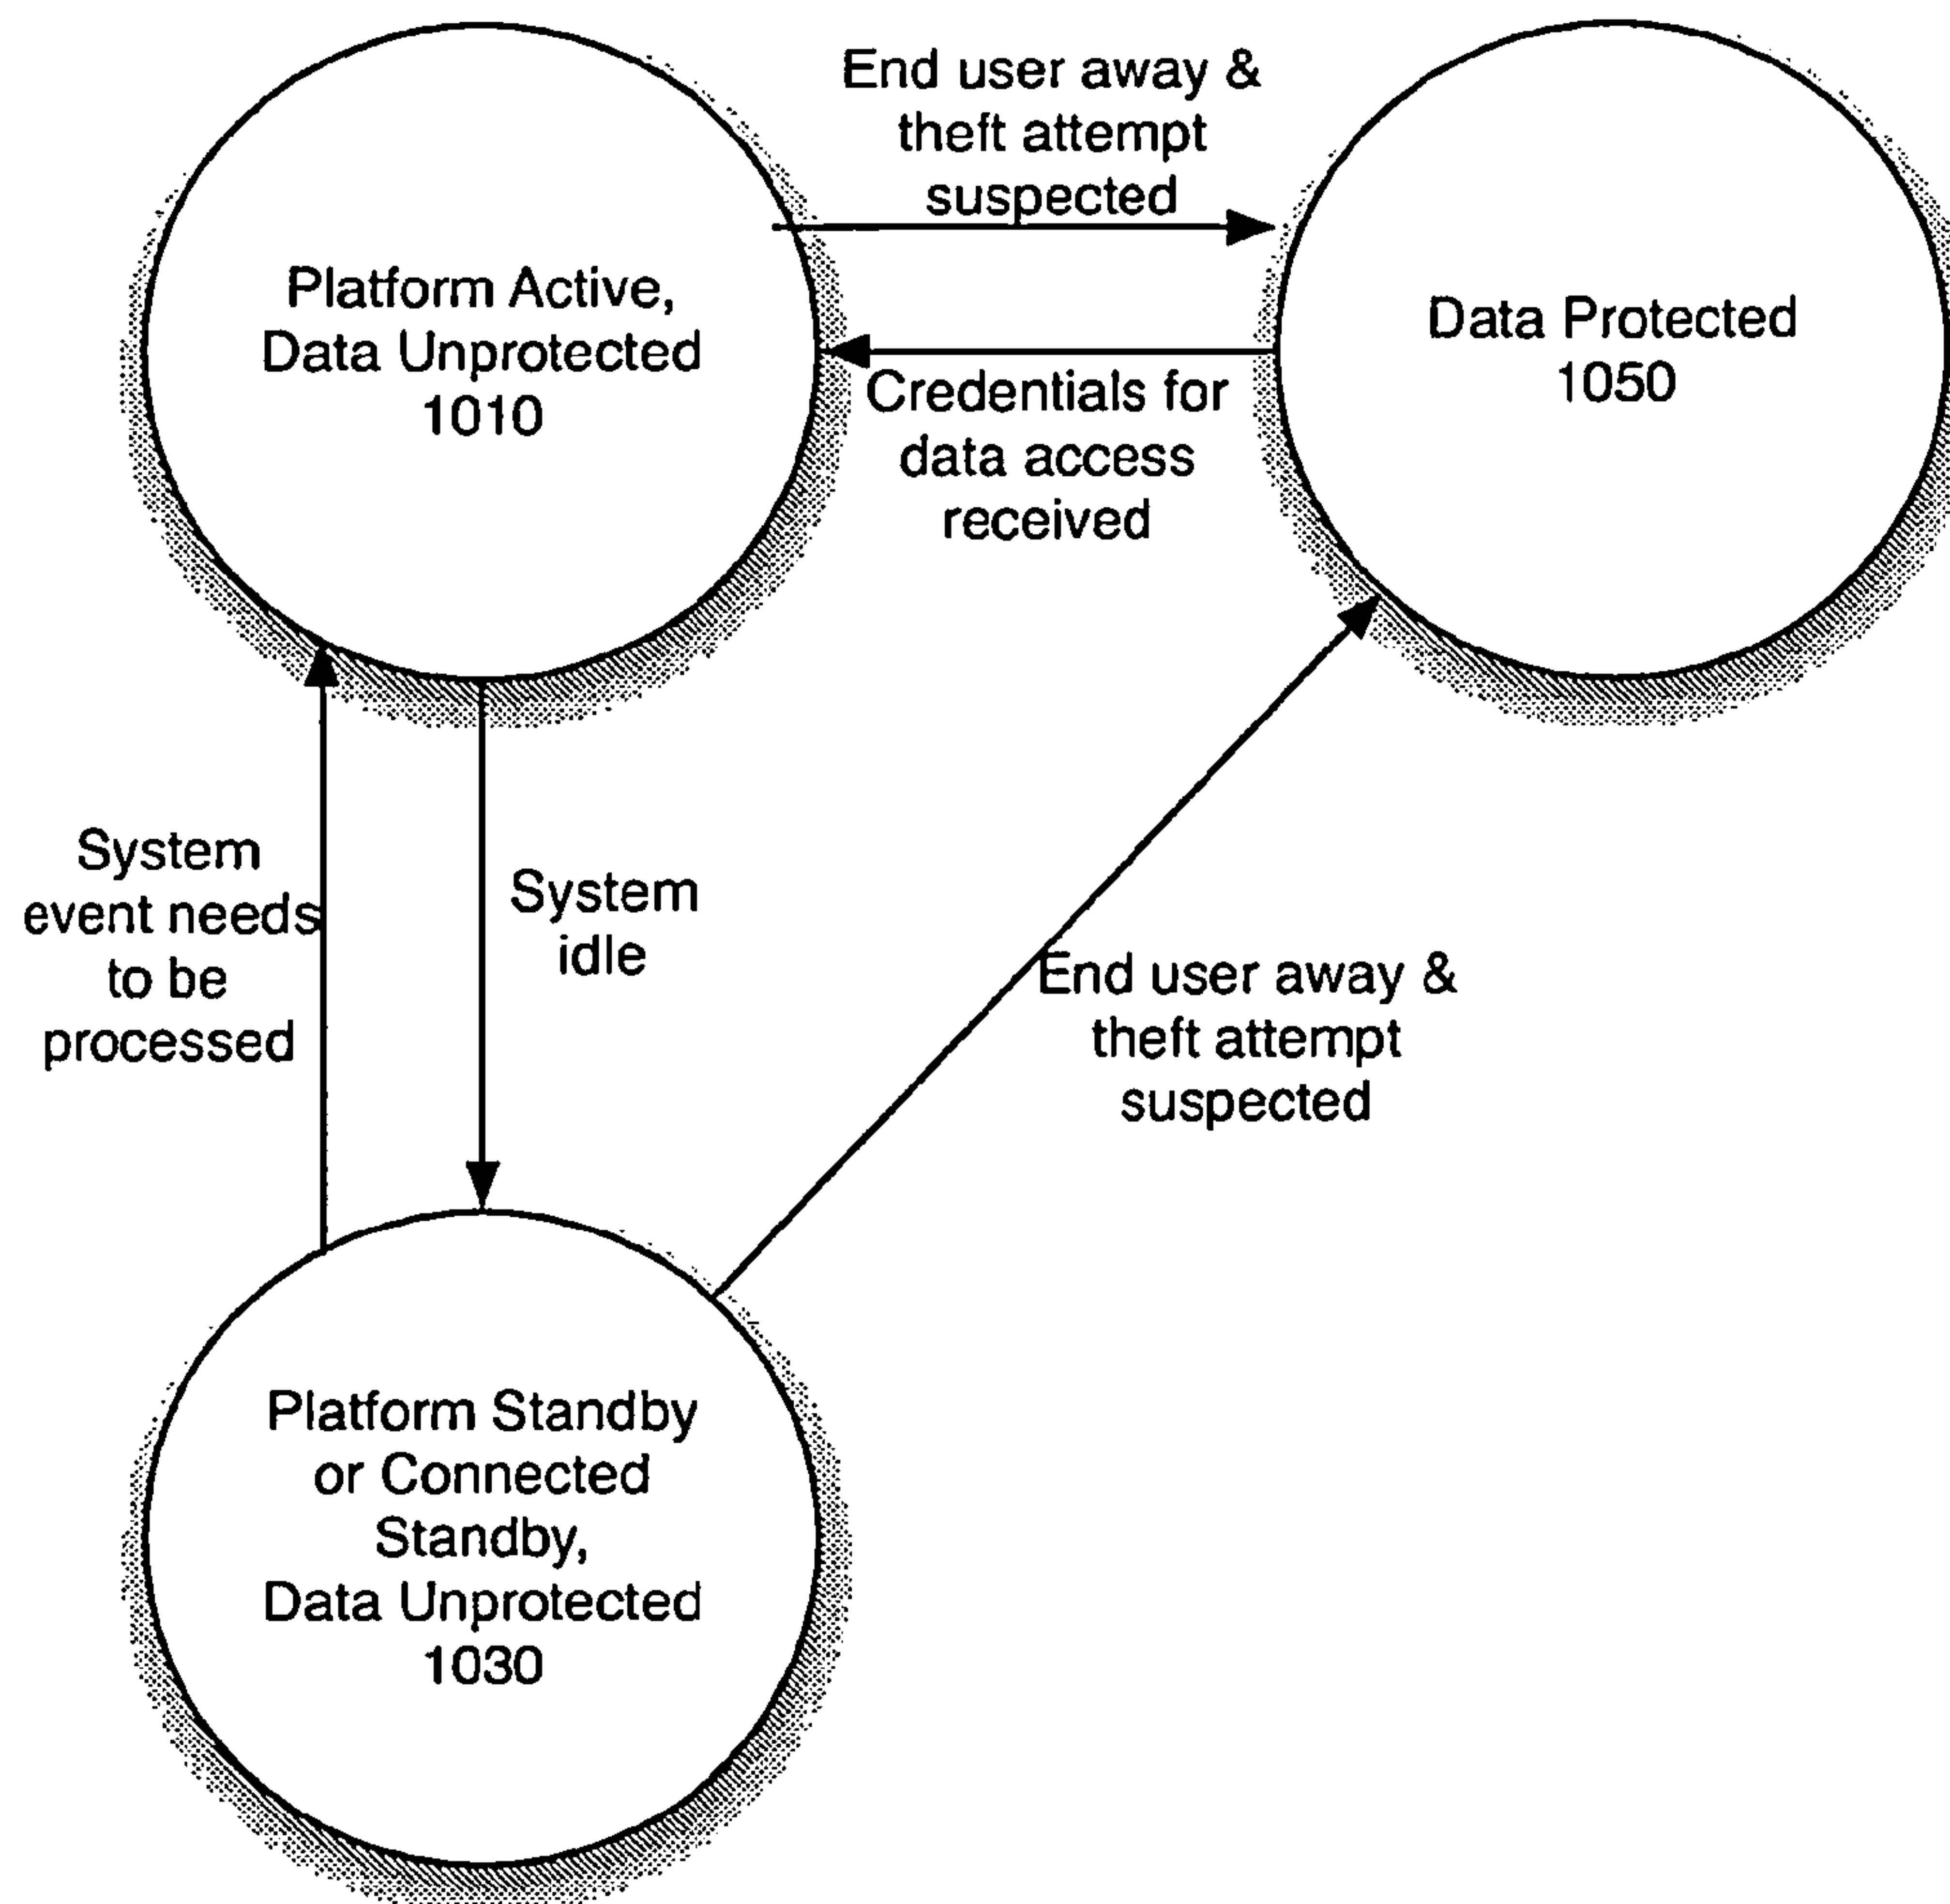 End user away &
theft attempt
suspected
Platform Active,
Data Unprotected
1010
Data Protected
1050
Credentials for
data access
received
System
event needs
to be
processed
System
idle
End user away &
theft attempt
suspected
Platform Standby
or Connected
Standby,
Data Unprotected
1030